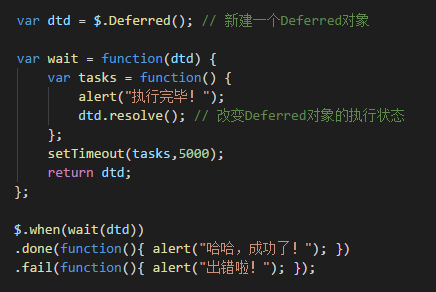 var dtd = $.Deferred(); // 新建一个Deferred对象
var wait = function(dtd) {
    var tasks = function() {
        alert("执行完毕！");
        dtd.resolve(); // 改变Deferred对象的执行状态
    };
    setTimeout(tasks,5000);
    return dtd;
};
$.when(wait(dtd))
.done(function(){ alert("哈哈，成功了！"); })
.fail(function(){ alert("出错啦！"); });